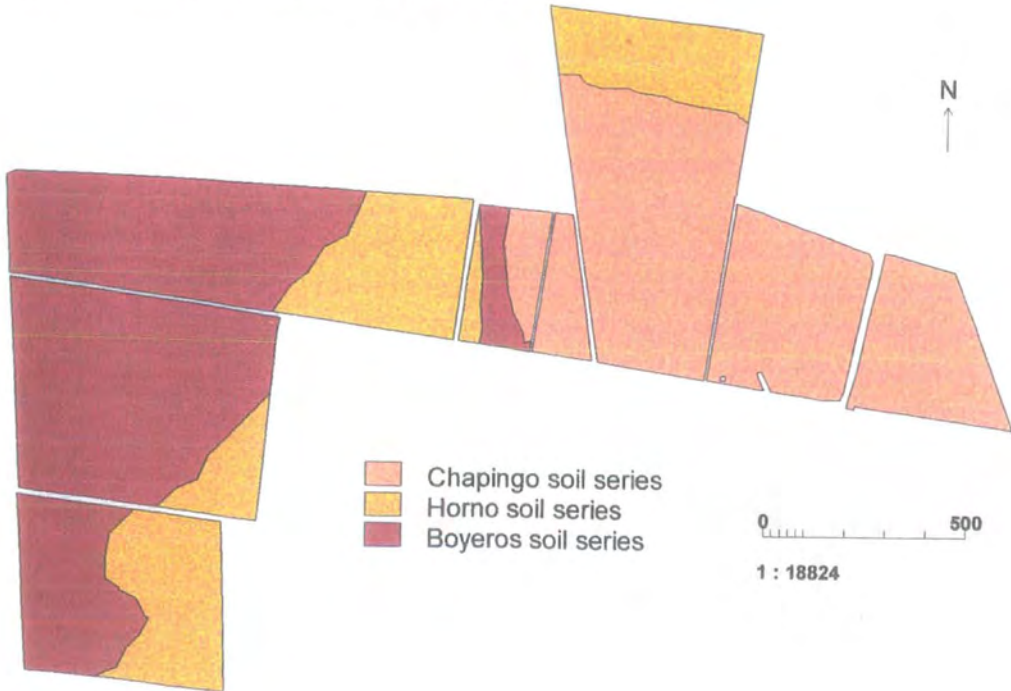 N
Chapingo soil series
Horno soil series
Boyeros soil series
0 500
1 : 18824